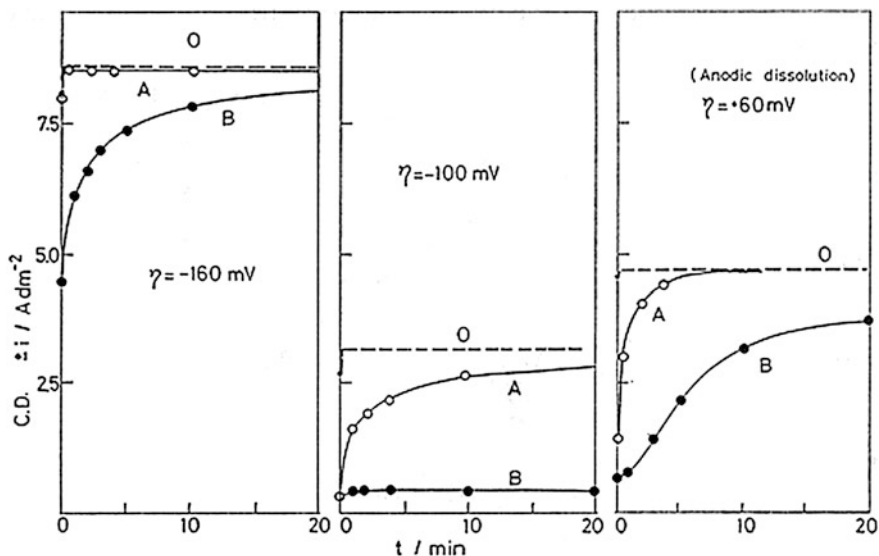 O
A
B
η=-160 mV
7.5
5.0
2.5
C.D. ±i / A dm⁻²
0
10
20
O
η=-100 mV
A
B
0
10
20
t / min
(Anodic dissolution)
η=+60mV
O
A
B
0
10
20